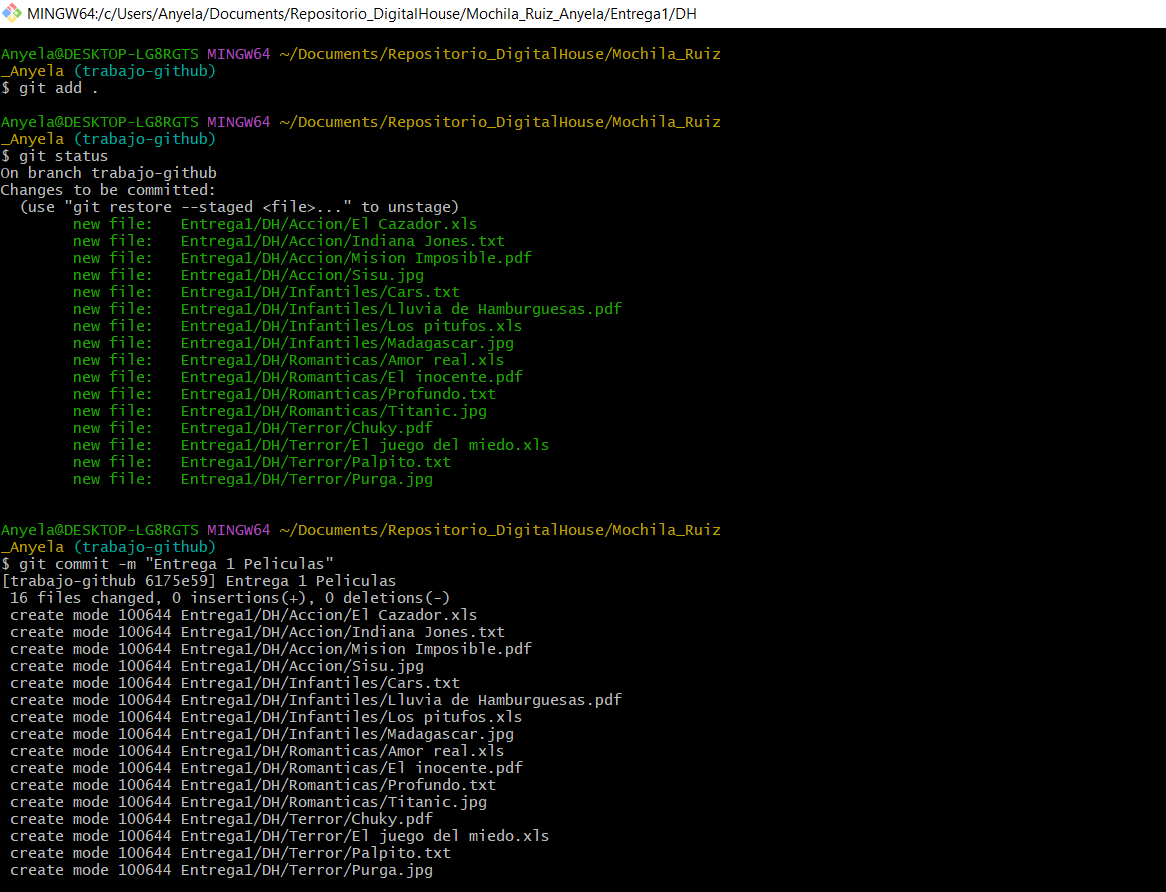 MINGW64:/c/Users/Anyela/Documents/Repositorio_DigitalHouse/Mochila_Ruiz_Anyela/Entrega1/DH
Anyela@DESKTOP-LG8RGTS MINGW64 ~/Documents/Repositorio_DigitalHouse/Mochila_Ruiz
_Anyela (trabajo-github)
$ git add .
Anyela@DESKTOP-LG8RGTS MINGW64 ~/Documents/Repositorio_DigitalHouse/Mochila_Ruiz
_Anyela (trabajo-github)
$ git status
On branch trabajo-github
Changes to be committed:
  (use "git restore --staged <file>..." to unstage)
        new file:   Entrega1/DH/Accion/El Cazador.xls
        new file:   Entrega1/DH/Accion/Indiana Jones.txt
        new file:   Entrega1/DH/Accion/Mision Imposible.pdf
        new file:   Entrega1/DH/Accion/Sisu.jpg
        new file:   Entrega1/DH/Infantiles/Cars.txt
        new file:   Entrega1/DH/Infantiles/Lluvia de Hamburguesas.pdf
        new file:   Entrega1/DH/Infantiles/Los pitufos.xls
        new file:   Entrega1/DH/Infantiles/Madagascar.jpg
        new file:   Entrega1/DH/Romanticas/Amor real.xls
        new file:   Entrega1/DH/Romanticas/El inocente.pdf
        new file:   Entrega1/DH/Romanticas/Profundo.txt
        new file:   Entrega1/DH/Romanticas/Titanic.jpg
        new file:   Entrega1/DH/Terror/Chuky.pdf
        new file:   Entrega1/DH/Terror/El juego del miedo.xls
        new file:   Entrega1/DH/Terror/Palpito.txt
        new file:   Entrega1/DH/Terror/Purga.jpg
Anyela@DESKTOP-LG8RGTS MINGW64 ~/Documents/Repositorio_DigitalHouse/Mochila_Ruiz
_Anyela (trabajo-github)
$ git commit -m "Entrega 1 Peliculas"
[trabajo-github 6175e59] Entrega 1 Peliculas
 16 files changed, 0 insertions(+), 0 deletions(-)
 create mode 100644 Entrega1/DH/Accion/El Cazador.xls
 create mode 100644 Entrega1/DH/Accion/Indiana Jones.txt
 create mode 100644 Entrega1/DH/Accion/Mision Imposible.pdf
 create mode 100644 Entrega1/DH/Accion/Sisu.jpg
 create mode 100644 Entrega1/DH/Infantiles/Cars.txt
 create mode 100644 Entrega1/DH/Infantiles/Lluvia de Hamburguesas.pdf
 create mode 100644 Entrega1/DH/Infantiles/Los pitufos.xls
 create mode 100644 Entrega1/DH/Infantiles/Madagascar.jpg
 create mode 100644 Entrega1/DH/Romanticas/Amor real.xls
 create mode 100644 Entrega1/DH/Romanticas/El inocente.pdf
 create mode 100644 Entrega1/DH/Romanticas/Profundo.txt
 create mode 100644 Entrega1/DH/Romanticas/Titanic.jpg
 create mode 100644 Entrega1/DH/Terror/Chuky.pdf
 create mode 100644 Entrega1/DH/Terror/El juego del miedo.xls
 create mode 100644 Entrega1/DH/Terror/Palpito.txt
 create mode 100644 Entrega1/DH/Terror/Purga.jpg